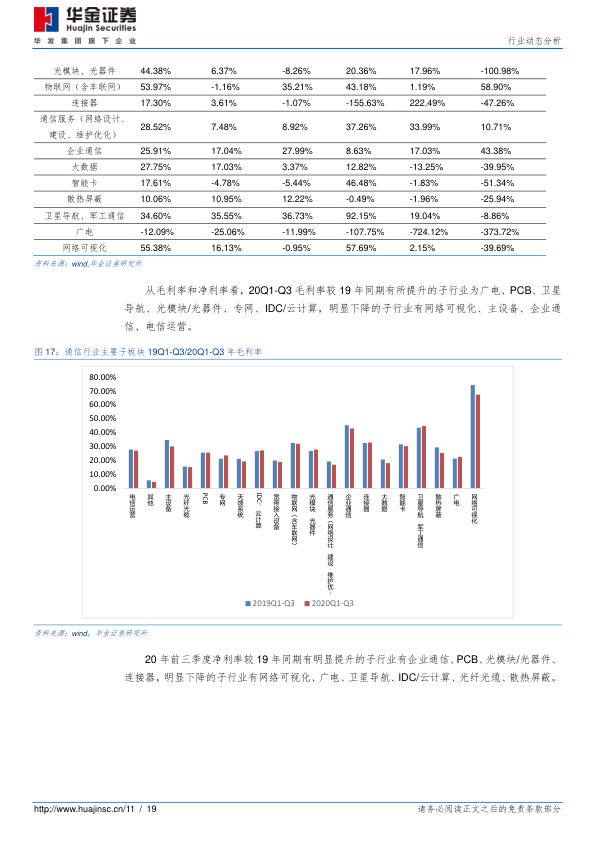 华金证券
Huajin Securities
华发集团旗下企业
行业动态分析
光模块、光器件 44.38% 6.37% -8.26% 20.36% 17.96% -100.98%
物联网（含车联网） 53.97% -1.16% 35.21% 43.18% 1.19% 58.90%
连接器 17.30% 3.61% -1.07% -155.63% 222.49% -47.26%
通信服务（网络设计、
建设、维护优化） 28.52% 7.48% 8.92% 37.26% 33.99% 10.71%
企业通信 25.91% 17.04% 27.99% 8.63% 17.03% 43.38%
大数据 27.75% 17.03% 3.37% 12.82% -13.25% -39.95%
智能卡 17.61% -4.78% -5.44% 46.48% -1.83% -51.34%
散热屏蔽 10.06% 10.95% 12.22% -0.49% -1.96% -25.94%
卫星导航、军工通信 34.60% 35.55% 36.73% 92.15% 19.04% -8.86%
广电 -12.09% -25.06% -11.99% -107.75% -724.12% -373.72%
网络可视化 55.38% 16.13% -0.95% 57.69% 2.15% -39.69%
资料来源：wind,华金证券研究所
从毛利率和净利率看，20Q1-Q3 毛利率较 19 年同期有所提升的子行业为广电、PCB、卫星
导航、光模块/光器件、专网、IDC/云计算，明显下降的子行业有网络可视化、主设备、企业通
信、电信运营。
图 17：通信行业主要子板块 19Q1-Q3/20Q1-Q3 年毛利率
80.00%
70.00%
60.00%
50.00%
40.00%
30.00%
20.00%
10.00%
0.00%
电信运营
其他
主设备
光纤光缆
PCB
专网
天馈系统
IDC 云计算
宽带接入设备
物联网（含车联网）
光模块 光器件
通信服务（网络设计 建设 维护优…
企业通信
连接器
大数据
智能卡
卫星导航 军工通信
散热屏蔽
广电
网络可视化
2019Q1-Q3 2020Q1-Q3
资料来源：wind，华金证券研究所
20 年前三季度净利率较 19 年同期有明显提升的子行业有企业通信、PCB、光模块/光器件、
连接器，明显下降的子行业有网络可视化、广电、卫星导航、IDC/云计算、光纤光缆、散热屏蔽。
http://www.huajinsc.cn/11 / 19
请务必阅读正文之后的免责条款部分